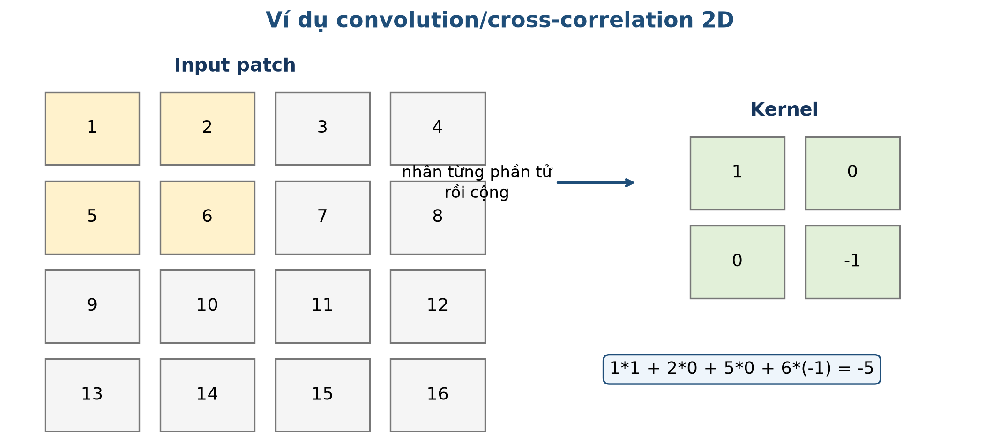 Ví dụ convolution/cross-correlation 2D
Input patch
1 2 3 4
5 6 7 8
9 10 11 12
13 14 15 16
nhân từng phần tử
rồi cộng
Kernel
1 0
0 -1
1*1 + 2*0 + 5*0 + 6*(-1) = -5